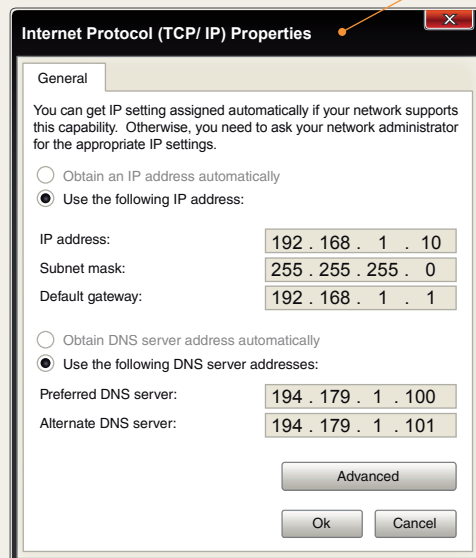 Internet Protocol (TCP/ IP) Properties
X
General
You can get IP setting assigned automatically if your network supports
this capability. Otherwise, you need to ask your network administrator
for the appropriate IP settings.
Obtain an IP address automatically
Use the following IP address:
IP address: 192 . 168 . 1 . 10
Subnet mask: 255 . 255 . 255 . 0
Default gateway: 192 . 168 . 1 . 1
Obtain DNS server address automatically
Use the following DNS server addresses:
Preferred DNS server: 194 . 179 . 1 . 100
Alternate DNS server: 194 . 179 . 1 . 101
Advanced
Ok Cancel